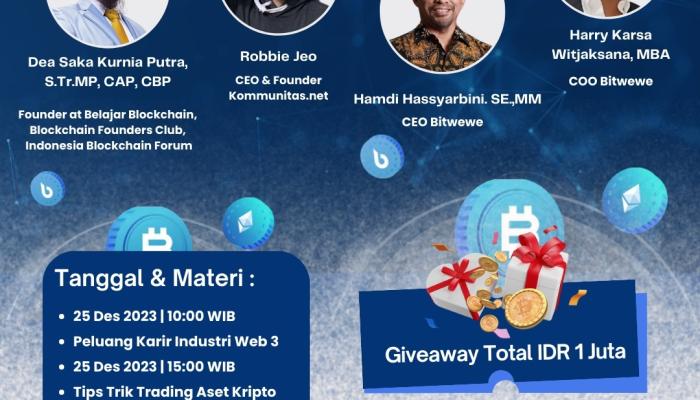 Dea Saka Kurnia Putra,
S.Tr.MP, CAP, CBP
Founder at Belajar Blockchain,
Blockchain Founders Club,
Indonesia Blockchain Forum
Robbie Jeo
CEO & Founder
Kommunitas.net
Hamdi Hassyarbini. SE.,MM
CEO Bitwewe
Harry Karsa
Witjaksana, MBA
COO Bitwewe
Tanggal & Materi :
• 25 Des 2023 | 10:00 WIB
• Peluang Karir Industri Web 3
• 25 Des 2023 | 15:00 WIB
• Tips Trik Trading Aset Kripto
Giveaway Total IDR 1 Juta